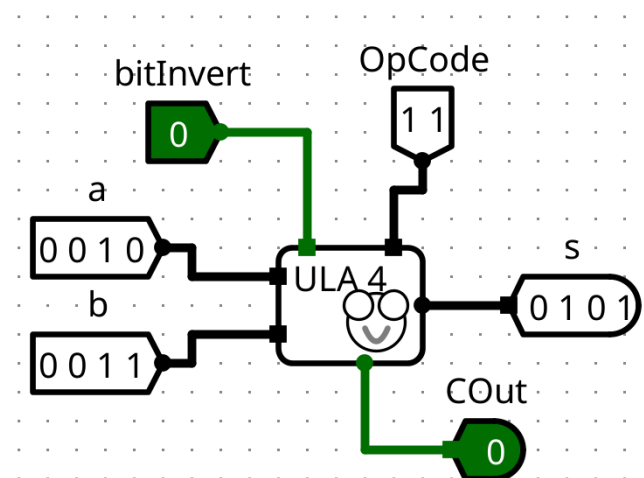 bitInvert
OpCode
0
1 1
a
0 0 1 0
ULA 4
s
0 1 0 1
b
0 0 1 1
COut
0